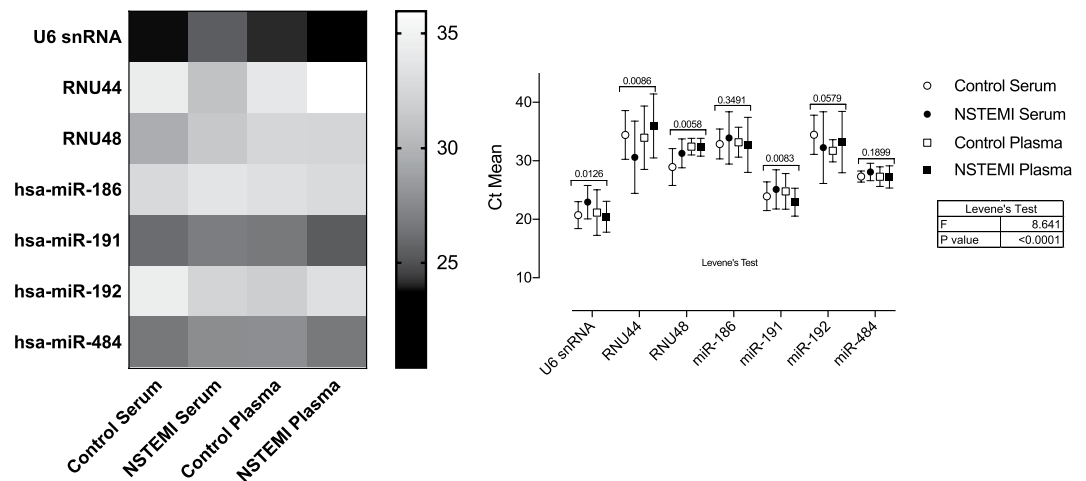 U6 snRNA
RNU44
RNU48
hsa-miR-186
hsa-miR-191
hsa-miR-192
hsa-miR-484
Control Serum
NSTEMI Serum
Control Plasma
NSTEMI Plasma
35
30
25
Ct Mean
40
30
20
10
0.0126
0.0086
0.0058
0.3491
0.0083
0.0579
0.1899
Levene's Test
U6 snRNA
RNU44
RNU48
miR-186
miR-191
miR-192
miR-484
Control Serum
NSTEMI Serum
Control Plasma
NSTEMI Plasma
Levene's Test
F 8.641
P value <0.0001